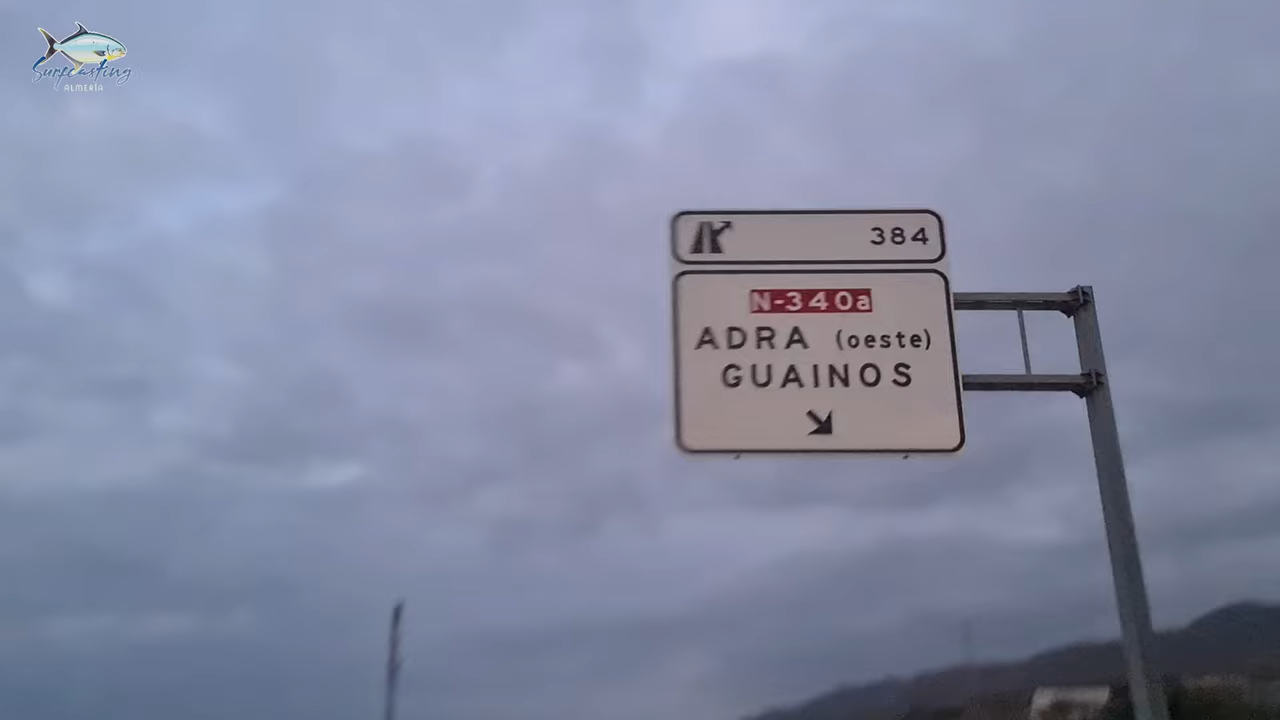 Surfcasting
ALMERÍA
384
N-340a
ADRA (oeste)
GUAINOS